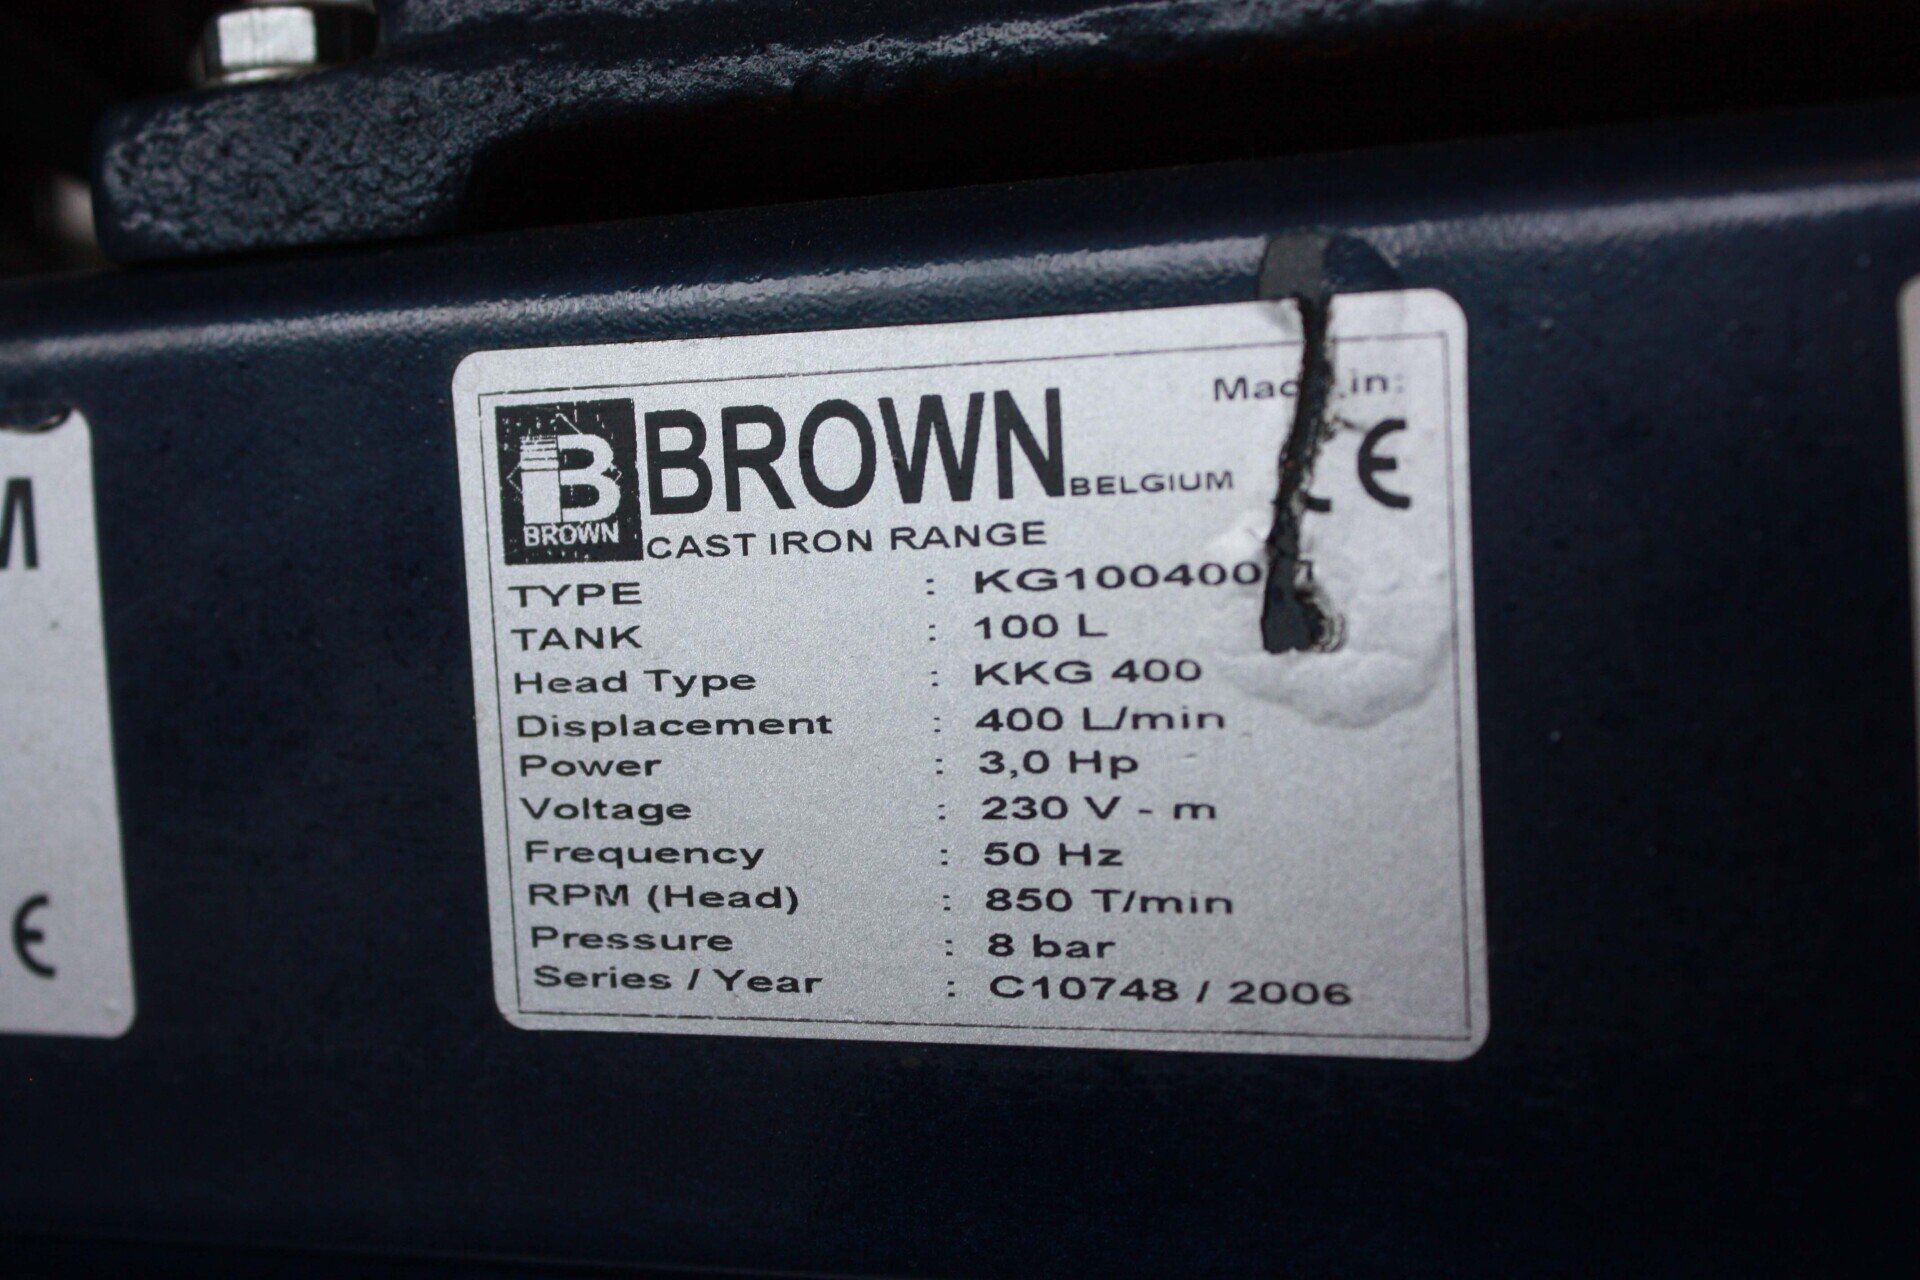 Made in:
BROWN BELGIUM CE
BROWN
CAST IRON RANGE
TYPE : KG100400
TANK : 100 L
Head Type : KKG 400
Displacement : 400 L/min
Power : 3,0 Hp
Voltage : 230 V - m
Frequency : 50 Hz
RPM (Head) : 850 T/min
Pressure : 8 bar
Series / Year : C10748 / 2006
M
CE